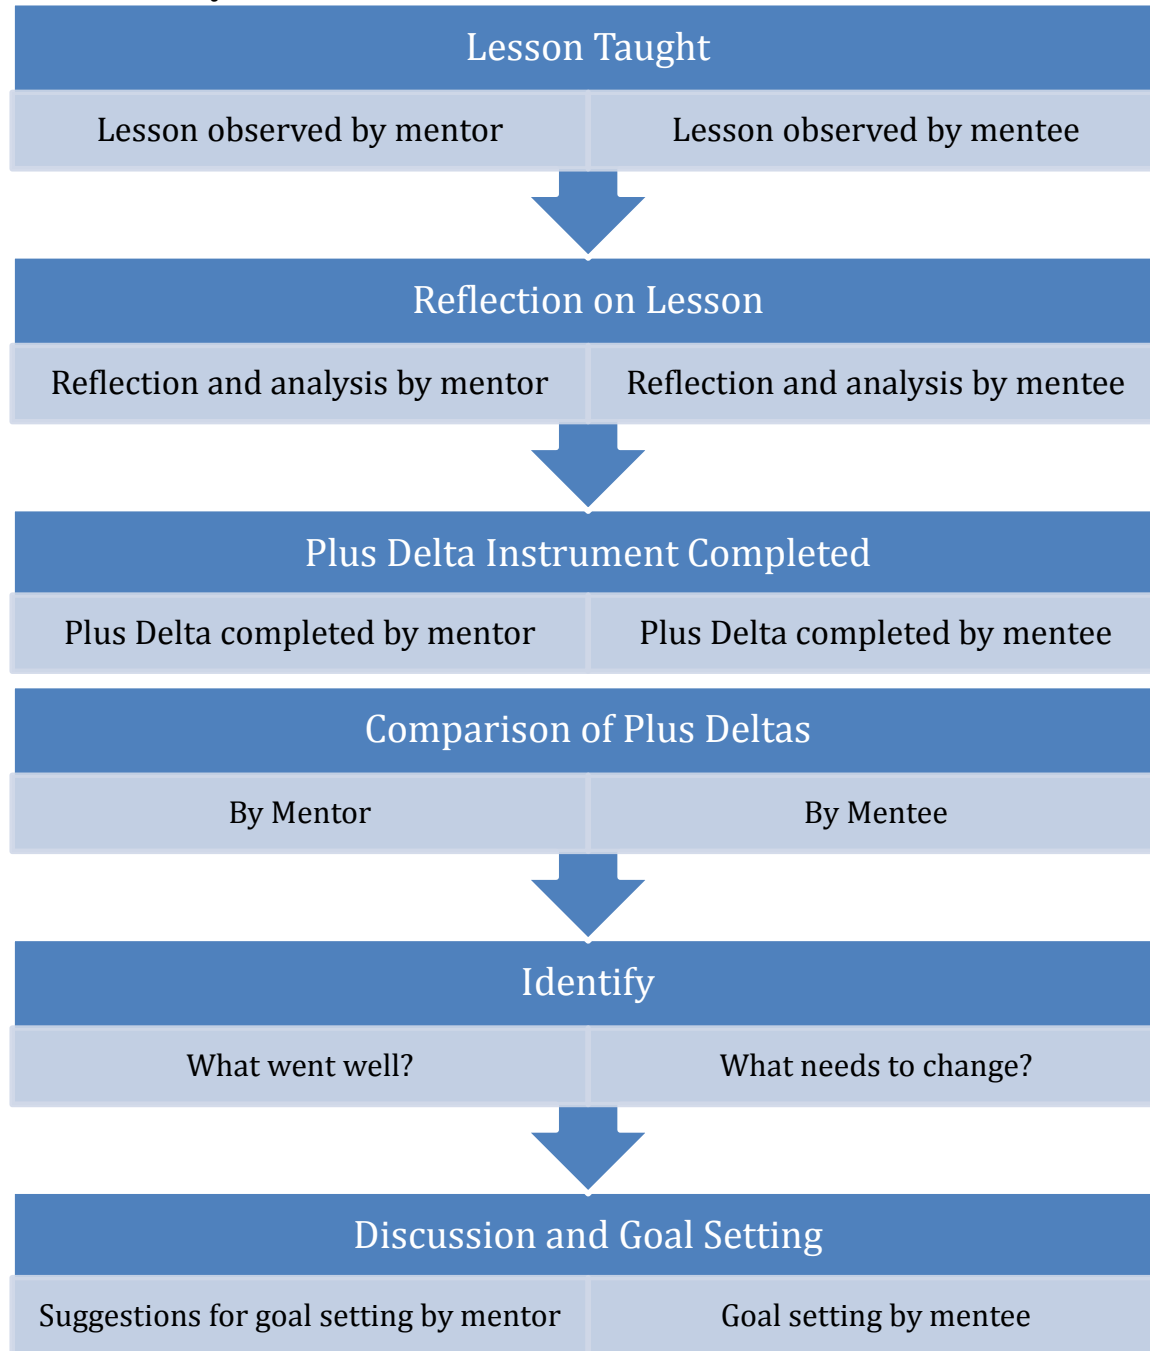 Lesson Taught
Lesson observed by mentor
Lesson observed by mentee
Reflection on Lesson
Reflection and analysis by mentor
Reflection and analysis by mentee
Plus Delta Instrument Completed
Plus Delta completed by mentor
Plus Delta completed by mentee
Comparison of Plus Deltas
By Mentor
By Mentee
Identify
What went well?
What needs to change?
Discussion and Goal Setting
Suggestions for goal setting by mentor
Goal setting by mentee